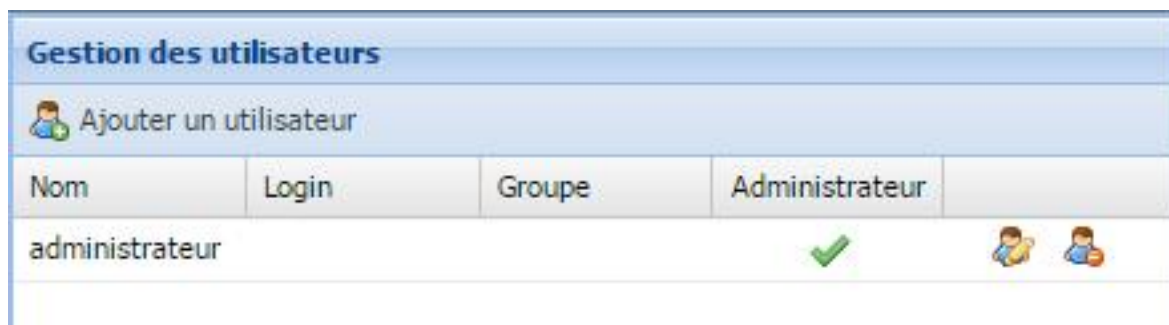 Gestion des utilisateurs
Ajouter un utilisateur
Nom Login Groupe Administrateur
administrateur